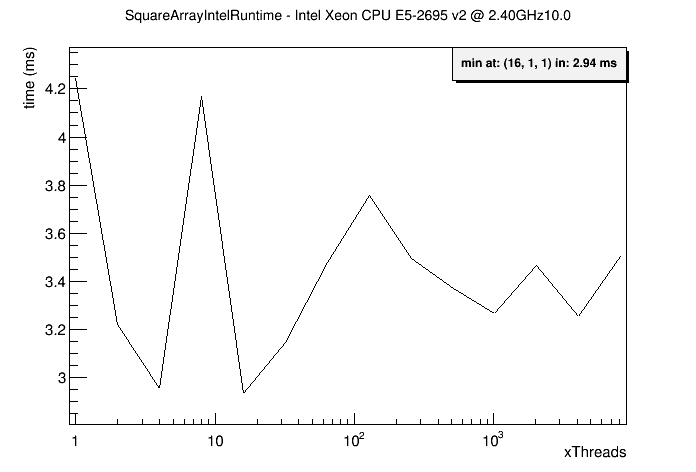 SquareArrayIntelRuntime - Intel Xeon CPU E5-2695 v2 @ 2.40GHz10.0
min at: (16, 1, 1) in: 2.94 ms
time (ms)
4.2
4
3.8
3.6
3.4
3.2
3
1 10 10² 10³
xThreads